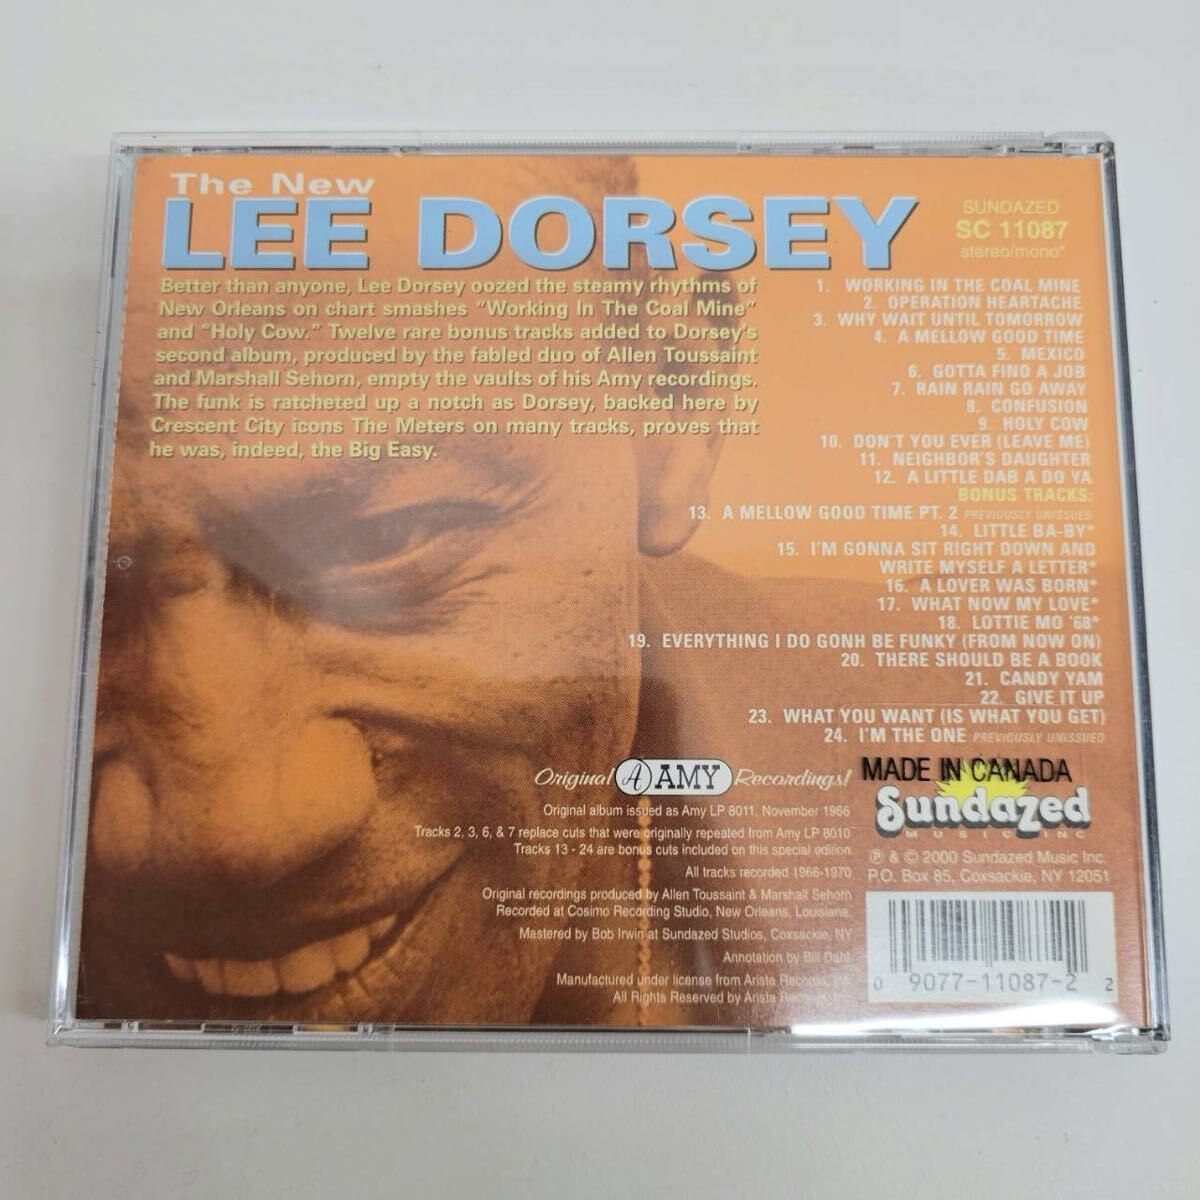 The New
LEE DORSEY
SUNDAZED
SC 11087
stereo/mono*
Better than anyone, Lee Dorsey oozed the steamy rhythms of
New Orleans on chart smashes "Working In The Coal Mine"
and "Holy Cow." Twelve rare bonus tracks added to Dorsey's
second album, produced by the fabled duo of Allen Toussaint
and Marshall Sehorn, empty the vaults of his Amy recordings.
The funk is ratcheted up a notch as Dorsey, backed here by
Crescent City icons The Meters on many tracks, proves that
he was, indeed, the Big Easy.
1. WORKING IN THE COAL MINE
2. OPERATION HEARTACHE
3. WHY WAIT UNTIL TOMORROW
4. A MELLOW GOOD TIME
5. MEXICO
6. GOTTA FIND A JOB
7. RAIN RAIN GO AWAY
8. CONFUSION
9. HOLY COW
10. DON'T YOU EVER (LEAVE ME)
11. NEIGHBOR'S DAUGHTER
12. A LITTLE DAB A DO YA
BONUS TRACKS:
13. A MELLOW GOOD TIME PT. 2 PREVIOUSLY UNISSUED
14. LITTLE BA-BY*
15. I'M GONNA SIT RIGHT DOWN AND
WRITE MYSELF A LETTER*
16. A LOVER WAS BORN*
17. WHAT NOW MY LOVE*
18. LOTTIE MO '68*
19. EVERYTHING I DO GONH BE FUNKY (FROM NOW ON)
20. THERE SHOULD BE A BOOK
21. CANDY YAM
22. GIVE IT UP
23. WHAT YOU WANT (IS WHAT YOU GET)
24. I'M THE ONE PREVIOUSLY UNISSUED
Original A AMY Recordings!
Original album issued as Amy LP 8011, November 1966
Tracks 2, 3, 6, & 7 replace cuts that were originally repeated from Amy LP 8010
Tracks 13 - 24 are bonus cuts included on this special edition
All tracks recorded 1966-1970
Original recordings produced by Allen Toussaint & Marshall Sehorn
Recorded at Cosimo Recording Studio, New Orleans, Louisiana.
Mastered by Bob Irwin at Sundazed Studios, Coxsackie, NY
Annotation by Bill Dahl
Manufactured under license from Arista Records, Inc.
All Rights Reserved by Arista Records, Inc.
MADE IN CANADA
Sundazed
MUSIC INC
℗ & © 2000 Sundazed Music Inc.
P.O. Box 85, Coxsackie, NY 12051
0 9077-11087-2 2